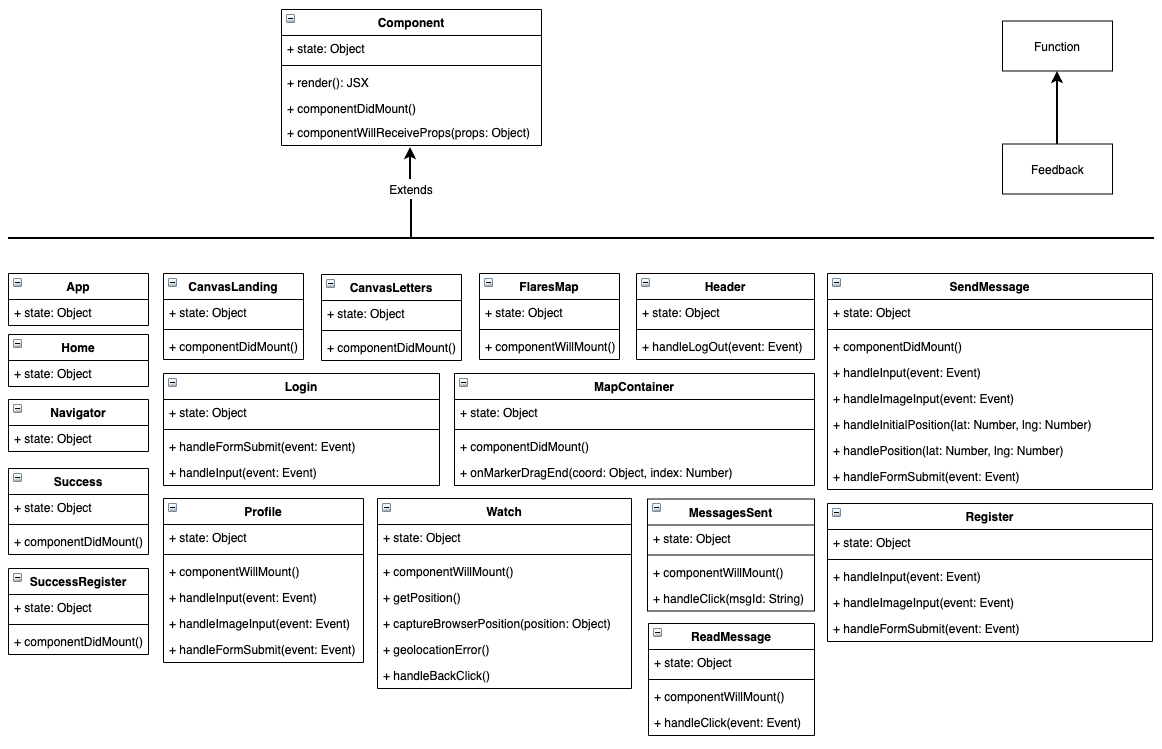 Component
+ state: Object
+ render(): JSX
+ componentDidMount()
+ componentWillReceiveProps(props: Object)
Extends
Function
Feedback
App
+ state: Object
Home
+ state: Object
Navigator
+ state: Object
Success
+ state: Object
+ componentDidMount()
SuccessRegister
+ state: Object
+ componentDidMount()
CanvasLanding
+ state: Object
+ componentDidMount()
CanvasLetters
+ state: Object
+ componentDidMount()
FlaresMap
+ state: Object
+ componentWillMount()
Header
+ state: Object
+ handleLogOut(event: Event)
SendMessage
+ state: Object
+ componentDidMount()
+ handleInput(event: Event)
+ handleImageInput(event: Event)
+ handleInitialPosition(lat: Number, lng: Number)
+ handlePosition(lat: Number, lng: Number)
+ handleFormSubmit(event: Event)
Login
+ state: Object
+ handleFormSubmit(event: Event)
+ handleInput(event: Event)
MapContainer
+ state: Object
+ componentDidMount()
+ onMarkerDragEnd(coord: Object, index: Number)
Profile
+ state: Object
+ componentWillMount()
+ handleInput(event: Event)
+ handleImageInput(event: Event)
+ handleFormSubmit(event: Event)
Watch
+ state: Object
+ componentWillMount()
+ getPosition()
+ captureBrowserPosition(position: Object)
+ geolocationError()
+ handleBackClick()
MessagesSent
+ state: Object
+ componentWillMount()
+ handleClick(msgId: String)
ReadMessage
+ state: Object
+ componentWillMount()
+ handleClick(event: Event)
Register
+ state: Object
+ handleInput(event: Event)
+ handleImageInput(event: Event)
+ handleFormSubmit(event: Event)